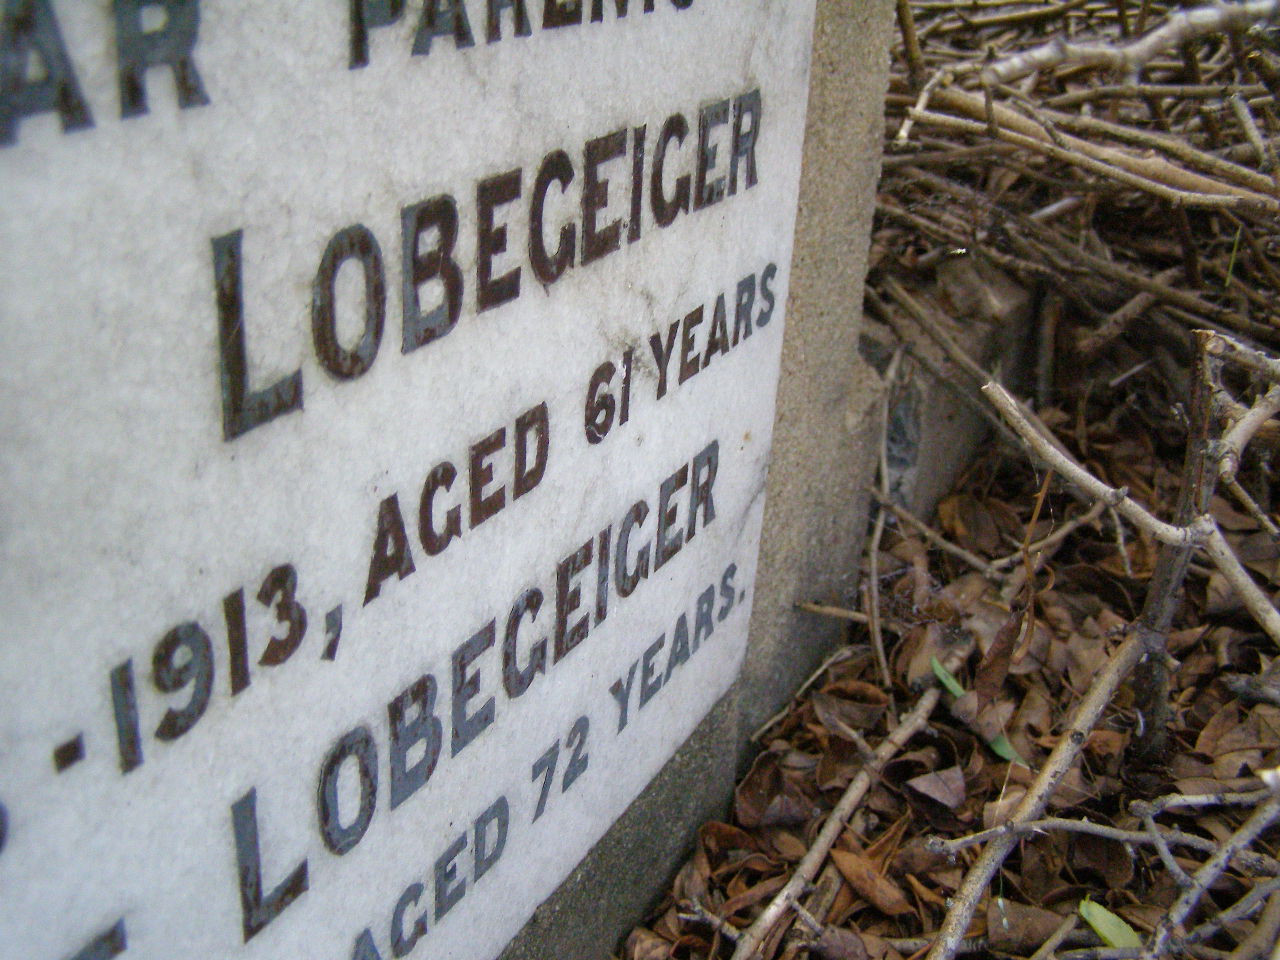 AR PARENTS
LOBEGEIGER
-1913, AGED 61 YEARS
LOBEGEIGER
AGED 72 YEARS.